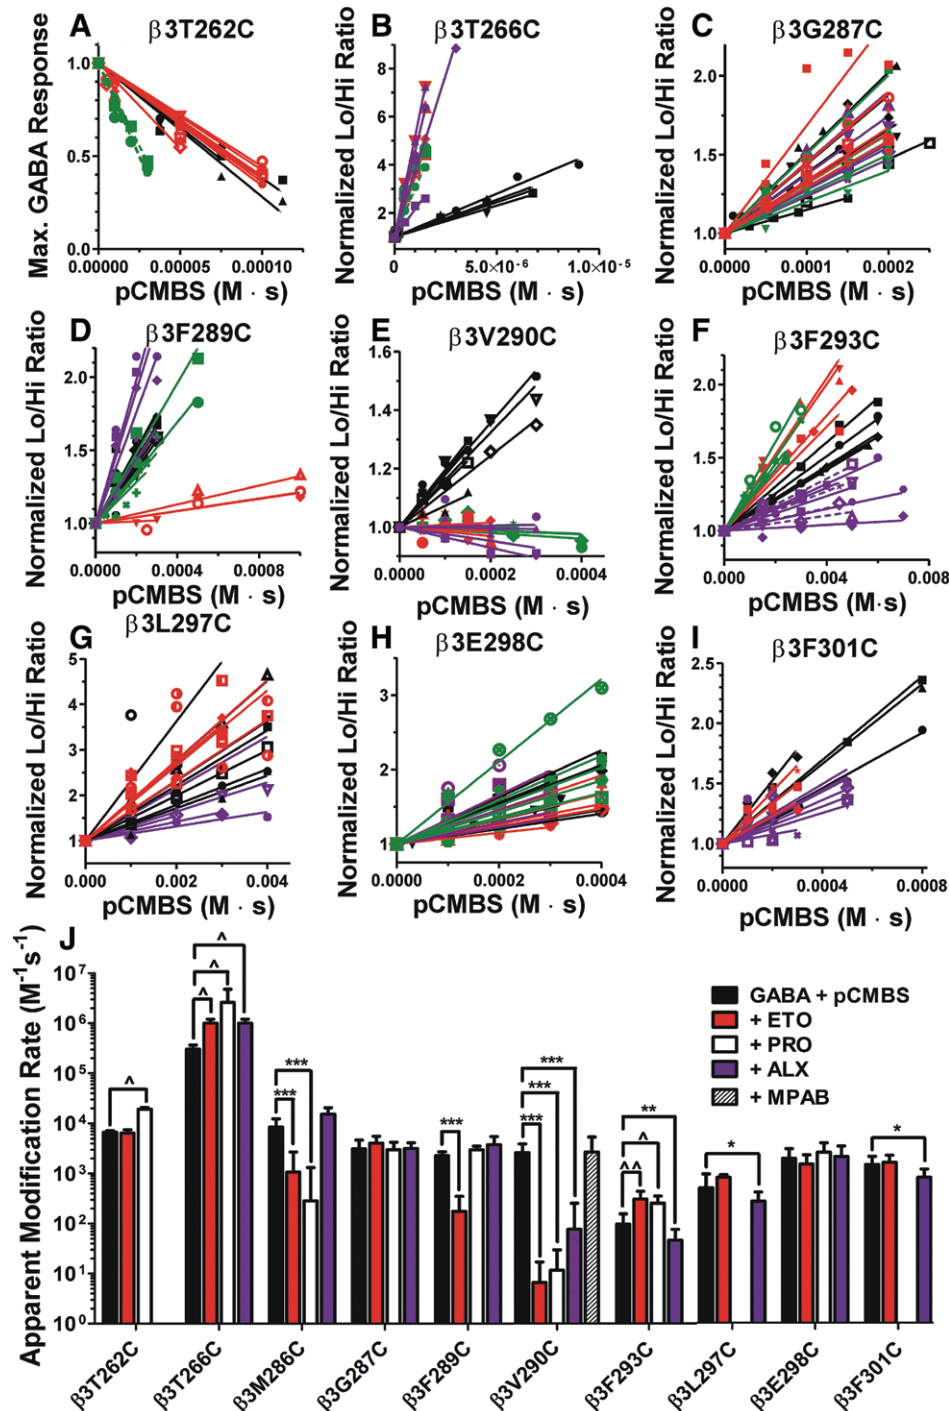 A
β3T262C
Max. GABA Response
1.0
0.5
0.0
0.00000
0.00005
0.00010
pCMBS (M · s)
B
β3T266C
Normalized Lo/Hi Ratio
8
6
4
2
0
5.0×10⁻⁶
1.0×10⁻⁵
pCMBS (M · s)
C
β3G287C
Normalized Lo/Hi Ratio
2.0
1.5
1.0
0.0000
0.0001
0.0002
pCMBS (M · s)
D
β3F289C
Normalized Lo/Hi Ratio
2.0
1.5
1.0
0.0000
0.0004
0.0008
pCMBS (M · s)
E
β3V290C
Normalized Lo/Hi Ratio
1.6
1.4
1.2
1.0
0.0000
0.0002
0.0004
pCMBS (M · s)
F
β3F293C
Normalized Lo/Hi Ratio
2.0
1.5
1.0
0.000
0.004
0.008
pCMBS (M·s)
G
β3L297C
Normalized Lo/Hi Ratio
5
4
3
2
1
0.000
0.002
0.004
pCMBS (M · s)
H
β3E298C
Normalized Lo/Hi Ratio
3
2
1
0.0000
0.0002
0.0004
pCMBS (M · s)
I
β3F301C
Normalized Lo/Hi Ratio
2.5
2.0
1.5
1.0
0.0000
0.0004
0.0008
pCMBS (M · s)
J
Apparent Modification Rate (M⁻¹s⁻¹)
10⁷
10⁶
10⁵
10⁴
10³
10²
10¹
10⁰
^
^
^
^
***
***
***
***
***
***
^^
^
**
*
*
GABA + pCMBS
+ ETO
+ PRO
+ ALX
+ MPAB
β3T262C
β3T266C
β3M286C
β3G287C
β3F289C
β3V290C
β3F293C
β3L297C
β3E298C
β3F301C